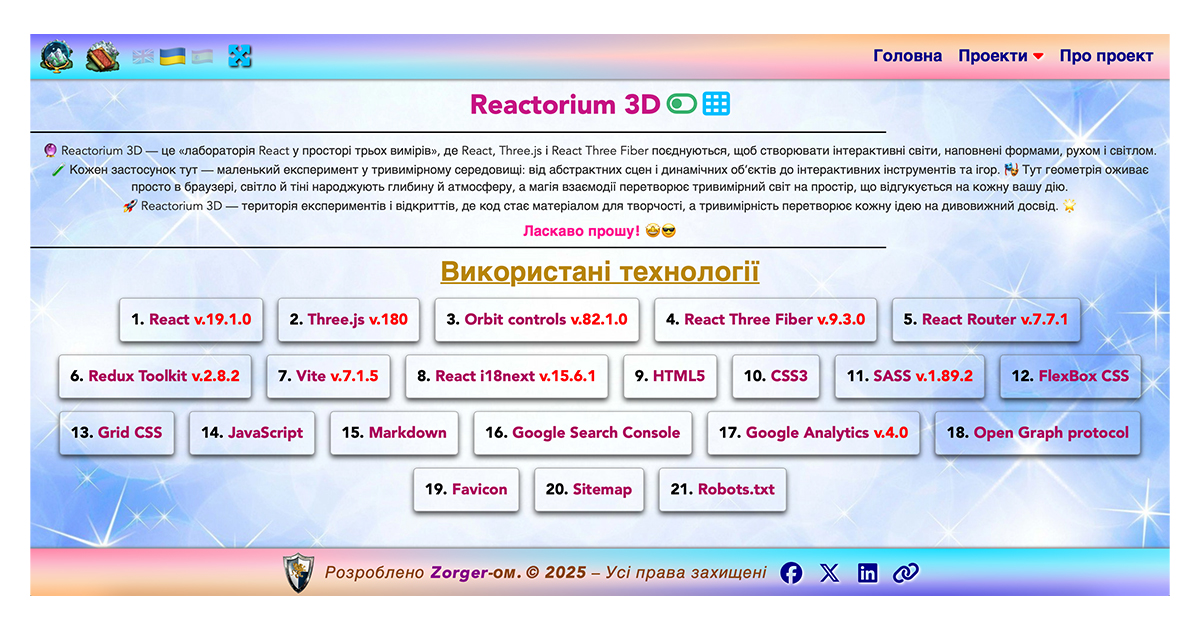 Головна Проекти Про проект
Reactorium 3D
🔮 Reactorium 3D — це «лабораторія React у просторі трьох вимірів», де React, Three.js і React Three Fiber поєднуються, щоб створювати інтерактивні світи, наповнені формами, рухом і світлом.
Кожен застосунок тут — маленький експеримент у тривимірному середовищі: від абстрактних сцен і динамічних об’єктів до інтерактивних інструментів та ігор. Тут геометрія оживає
просто в браузері, світло й тіні народжують глибину й атмосферу, а магія взаємодії перетворює тривимірний світ на простір, що відгукується на кожну вашу дію.
🚀 Reactorium 3D — територія експериментів і відкриттів, де код стає матеріалом для творчості, а тривимірність перетворює кожну ідею на дивовижний досвід. 🌟
Ласкаво прошу! 🤩😎
Використані технології
1. React v.19.1.0 2. Three.js v.180 3. Orbit controls v.82.1.0 4. React Three Fiber v.9.3.0 5. React Router v.7.7.1
6. Redux Toolkit v.2.8.2 7. Vite v.7.1.5 8. React i18next v.15.6.1 9. HTML5 10. CSS3 11. SASS v.1.89.2 12. FlexBox CSS
13. Grid CSS 14. JavaScript 15. Markdown 16. Google Search Console 17. Google Analytics v.4.0 18. Open Graph protocol
19. Favicon 20. Sitemap 21. Robots.txt
Розроблено Zorger-ом. © 2025 – Усі права захищені